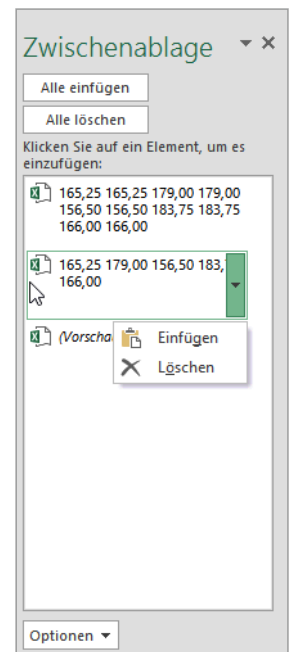 Zwischenablage
Alle einfügen
Alle löschen
Klicken Sie auf ein Element, um es
einzufügen:
165,25 165,25 179,00 179,00
156,50 156,50 183,75 183,75
166,00 166,00
165,25 179,00 156,50 183,
166,00
(Vorscha
Einfügen
Löschen
Optionen